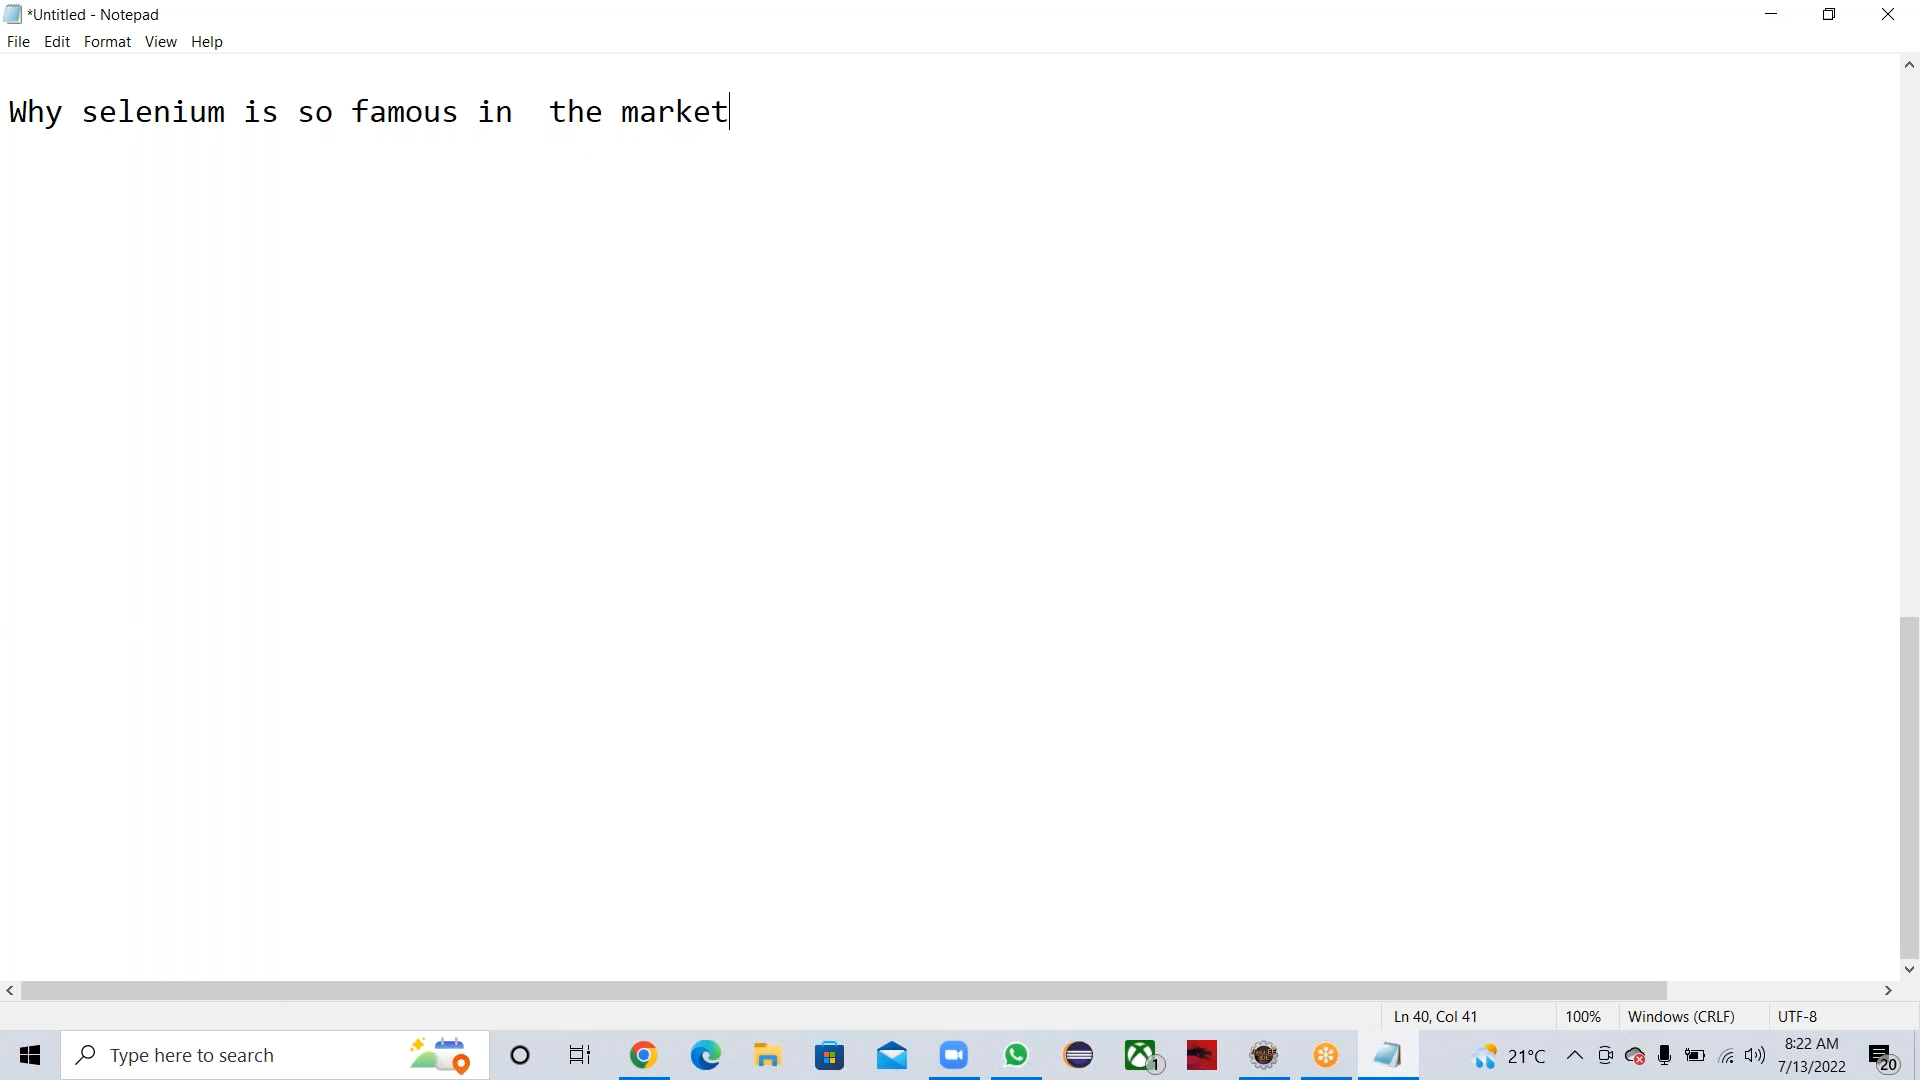 *Untitled - Notepad
File Edit Format View Help
Why selenium is so famous in  the market
Ln 40, Col 41 100% Windows (CRLF) UTF-8
Type here to search
1
21°C
8:22 AM
7/13/2022
20